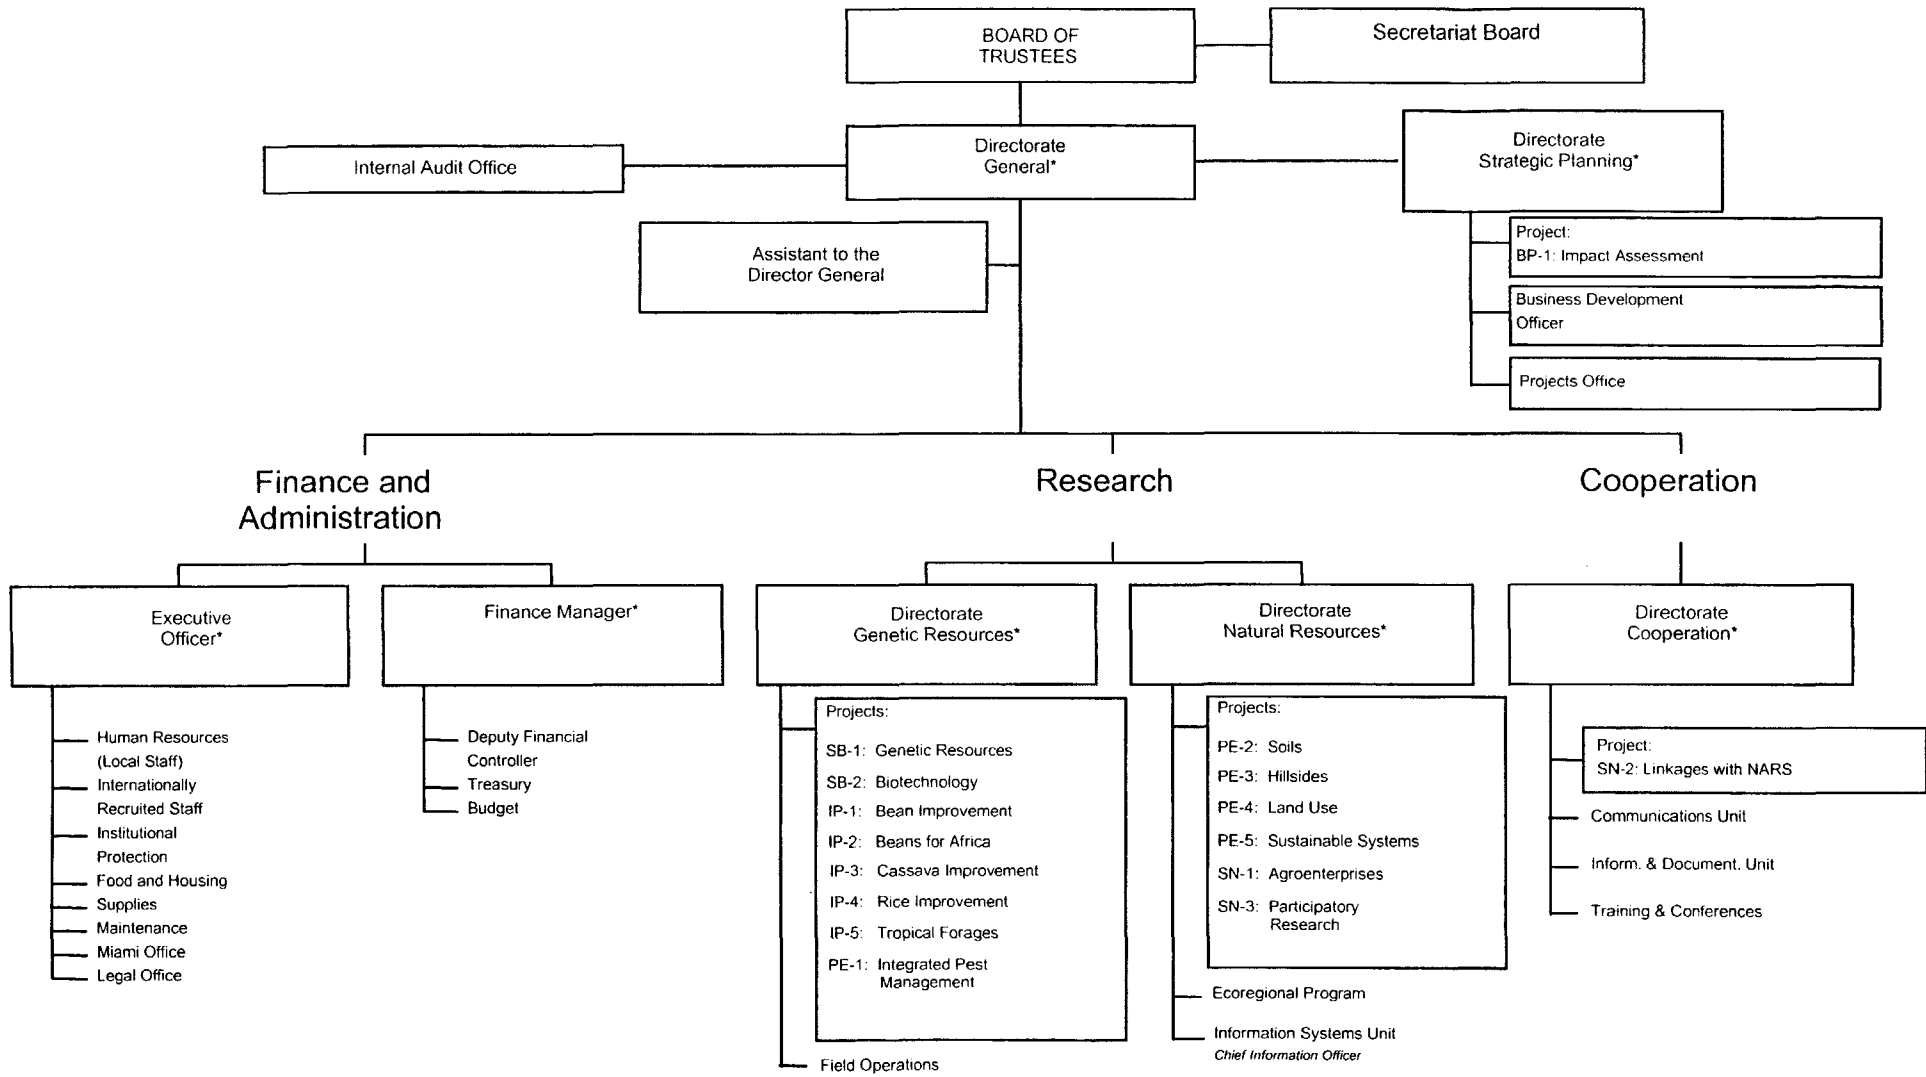 BOARD OF
TRUSTEES
Secretariat Board
Directorate
General*
Internal Audit Office
Directorate
Strategic Planning*
Assistant to the
Director General
Project:
BP-1: Impact Assessment
Business Development
Officer
Projects Office
Finance and
Administration
Research
Cooperation
Executive
Officer*
Human Resources
(Local Staff)
Internationally
Recruited Staff
Institutional
Protection
Food and Housing
Supplies
Maintenance
Miami Office
Legal Office
Finance Manager*
Deputy Financial
Controller
Treasury
Budget
Directorate
Genetic Resources*
Projects:
SB-1: Genetic Resources
SB-2: Biotechnology
IP-1: Bean Improvement
IP-2: Beans for Africa
IP-3: Cassava Improvement
IP-4: Rice Improvement
IP-5: Tropical Forages
PE-1: Integrated Pest
Management
Field Operations
Directorate
Natural Resources*
Projects:
PE-2: Soils
PE-3: Hillsides
PE-4: Land Use
PE-5: Sustainable Systems
SN-1: Agroenterprises
SN-3: Participatory
Research
Ecoregional Program
Information Systems Unit
Chief Information Officer
Directorate
Cooperation*
Project:
SN-2: Linkages with NARS
Communications Unit
Inform. & Document. Unit
Training & Conferences